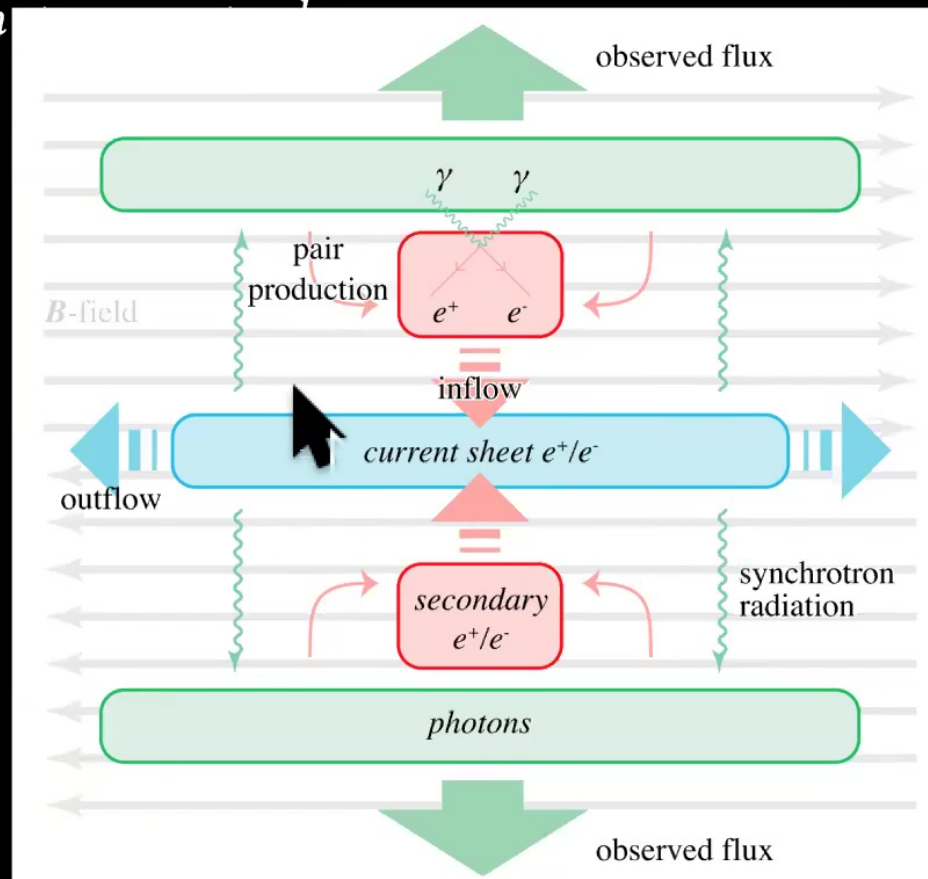 observed flux
γ γ
pair
production
B-field
e⁺ e⁻
inflow
current sheet e⁺/e⁻
outflow
synchrotron
radiation
secondary
e⁺/e⁻
photons
observed flux